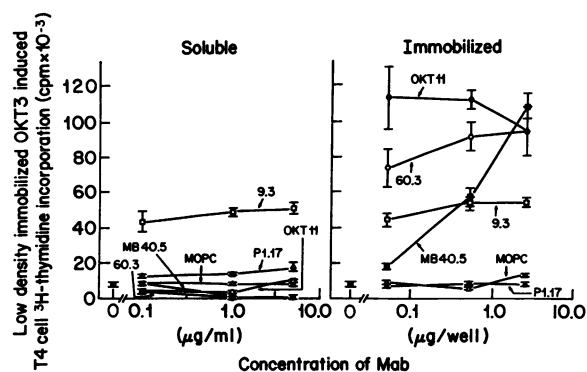 Soluble
Immobilized
Low density immobilized OKT3 induced
T4 cell ³H-thymidine incorporation (cpm×10⁻³)
120
100
80
60
40
20
0
9.3
OKT11
60.3
MB40.5
MOPC
P1.17
0
0.1
1.0
10.0
(µg/ml)
OKT11
60.3
9.3
MB40.5
MOPC
P1.17
0
0.1
1.0
10.0
(µg/well)
Concentration of Mab